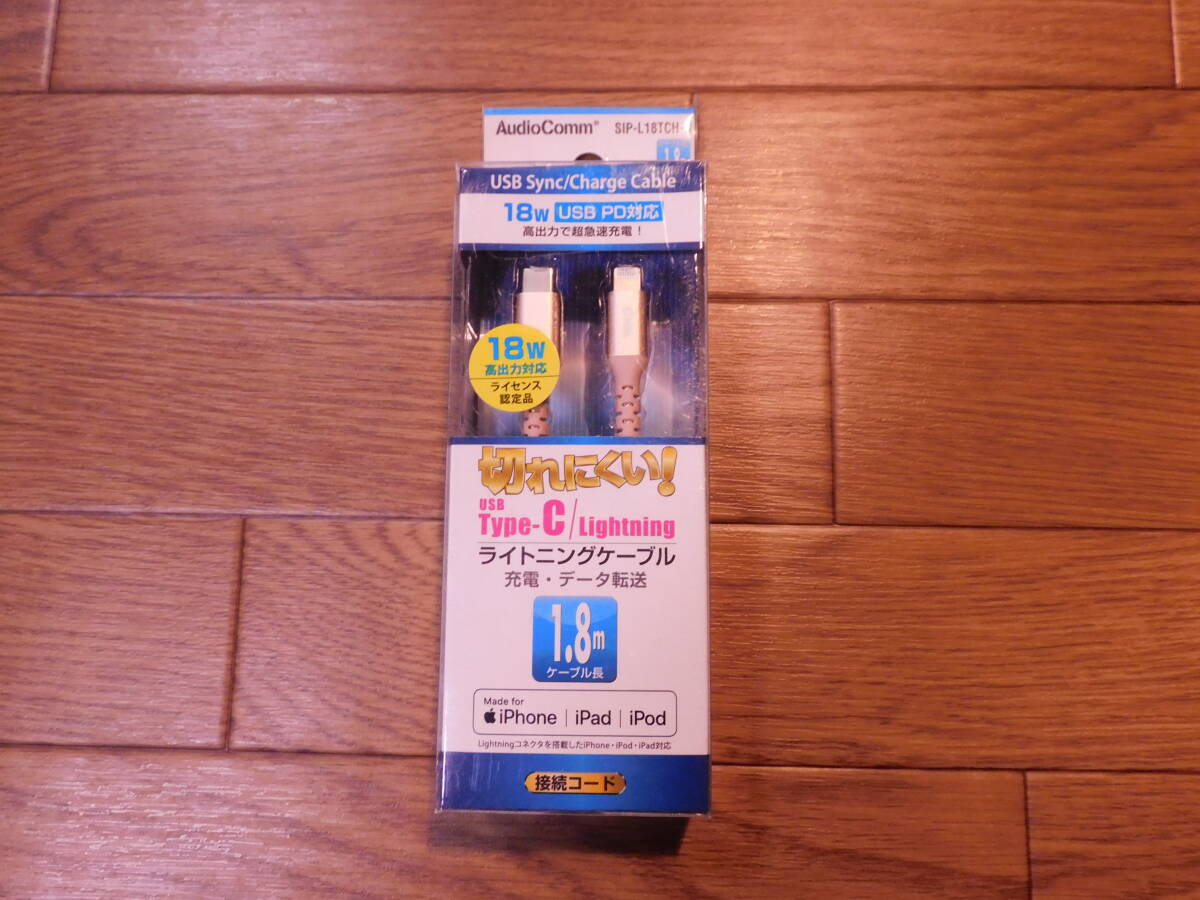 AudioComm® SIP-L18TCH-
1.8
USB Sync/Charge Cable
18W USB PD対応
高出力で超急速充電！
18W
高出力対応
ライセンス
認定品
切れにくい！
USB
Type-C/Lightning
ライトニングケーブル
充電・データ転送
1.8m
ケーブル長
Made for
iPhone | iPad | iPod
Lightningコネクタを搭載したiPhone・iPod・iPad対応
接続コード